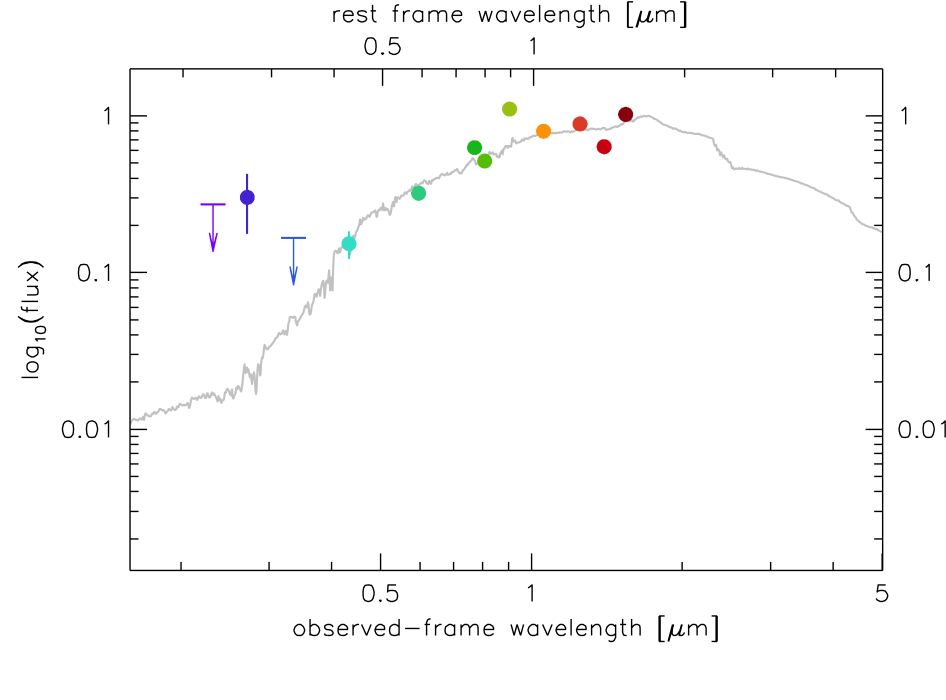 rest frame wavelength [μm]
0.5 1
1 1
0.1 0.1
0.01 0.01
log₁₀(flux)
0.5 1 5
observed-frame wavelength [μm]